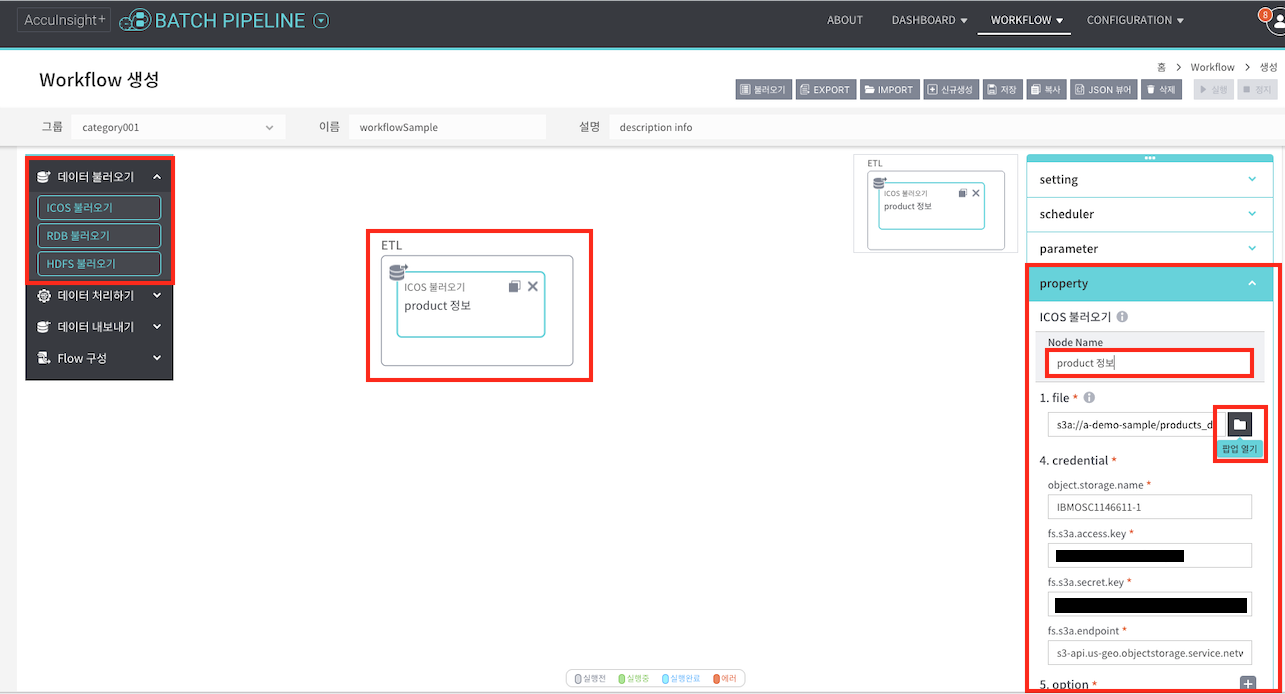 AccuInsight+
BATCH PIPELINE
ABOUT
DASHBOARD
WORKFLOW
CONFIGURATION
8
Workflow 생성
홈 > Workflow > 생성
불러오기
EXPORT
IMPORT
신규생성
저장
복사
JSON 뷰어
삭제
실행
정지
그룹
category001
이름
workflowSample
설명
description info
데이터 불러오기
ICOS 불러오기
RDB 불러오기
HDFS 불러오기
데이터 처리하기
데이터 내보내기
Flow 구성
ETL
ICOS 불러오기
product 정보
ETL
ICOS 불러오기
product 정보
setting
scheduler
parameter
property
ICOS 불러오기
Node Name
product 정보
1. file *
s3a://a-demo-sample/products_d
팝업 열기
4. credential *
object.storage.name *
IBMOSC1146611-1
fs.s3a.access.key *
fs.s3a.secret.key *
fs.s3a.endpoint *
s3-api.us-geo.objectstorage.service.netw
5. option *
실행전
실행중
실행완료
에러